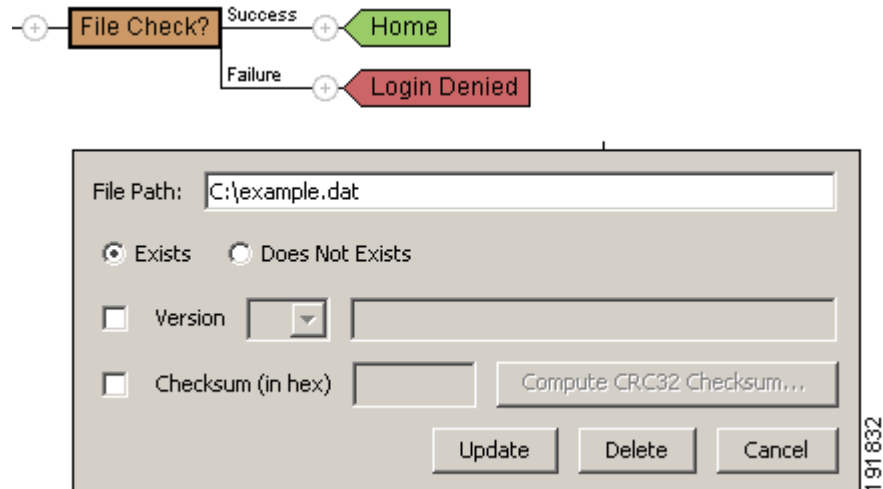 File Check?
Success
Home
Failure
Login Denied
File Path: C:\example.dat
Exists Does Not Exists
Version
Checksum (in hex) Compute CRC32 Checksum...
Update Delete Cancel
191832